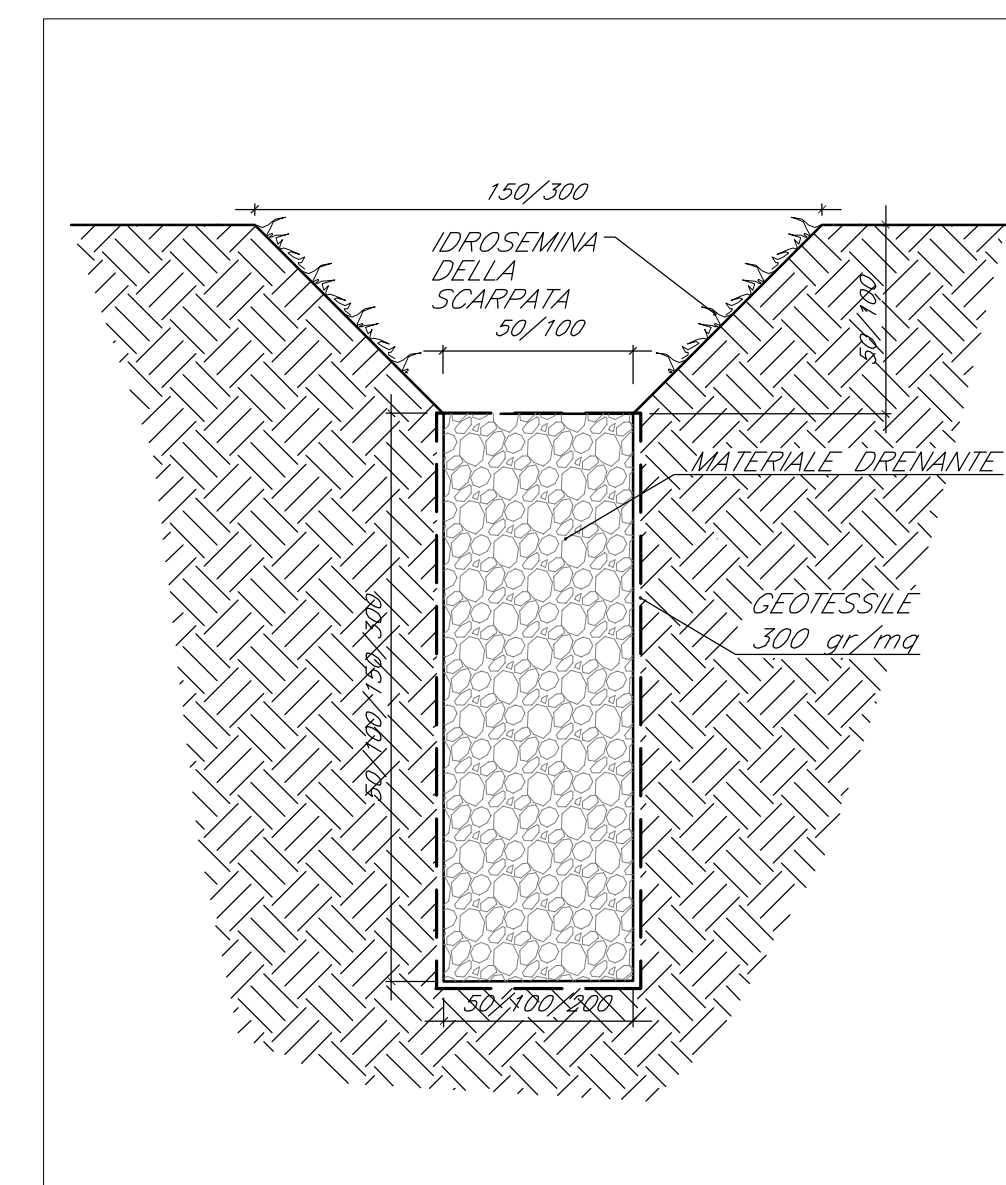 150/300
IDROSEMINA
DELLA
SCARPATA
50/100
50/100
MATERIALE DRENANTE
GEOTESSILE
300 gr/mq
50/100/150/300
50/100/200